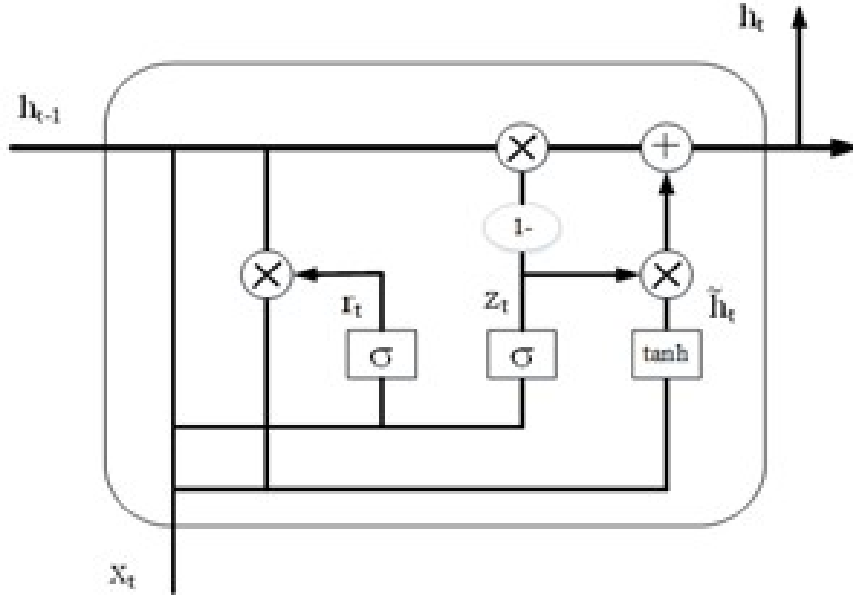 h_t
h_{t-1}
×
+
1-
×
×
r_t
z_t
h̃_t
σ
σ
tanh
x_t